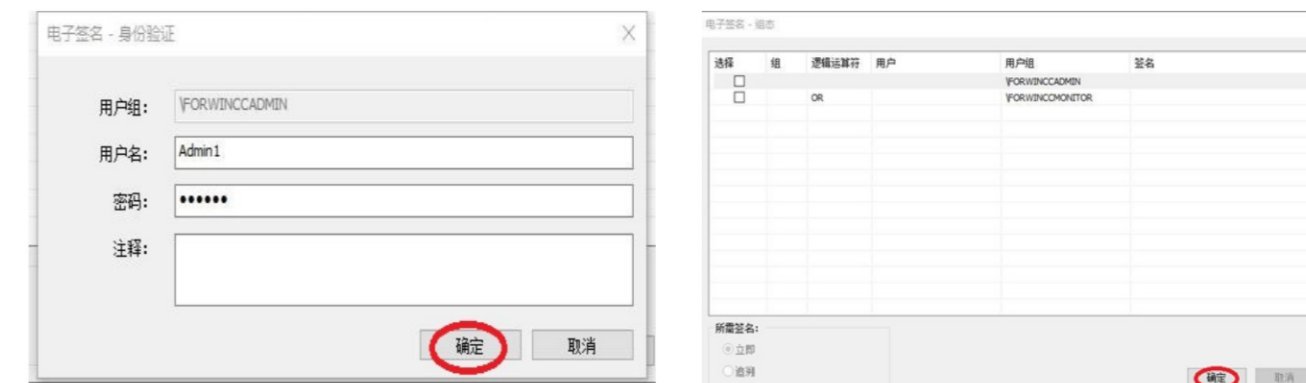 电子签名 - 身份验证
用户组: \FORWINCCADMIN
用户名: Admin1
密码: ••••••
注释:
确定 取消
电子签名 - 组态
选择 组 逻辑运算符 用户 用户组 签名
\FORWINCCADMIN
OR \FORWINCCMONITOR
所需签名:
立即
追溯
确定 取消